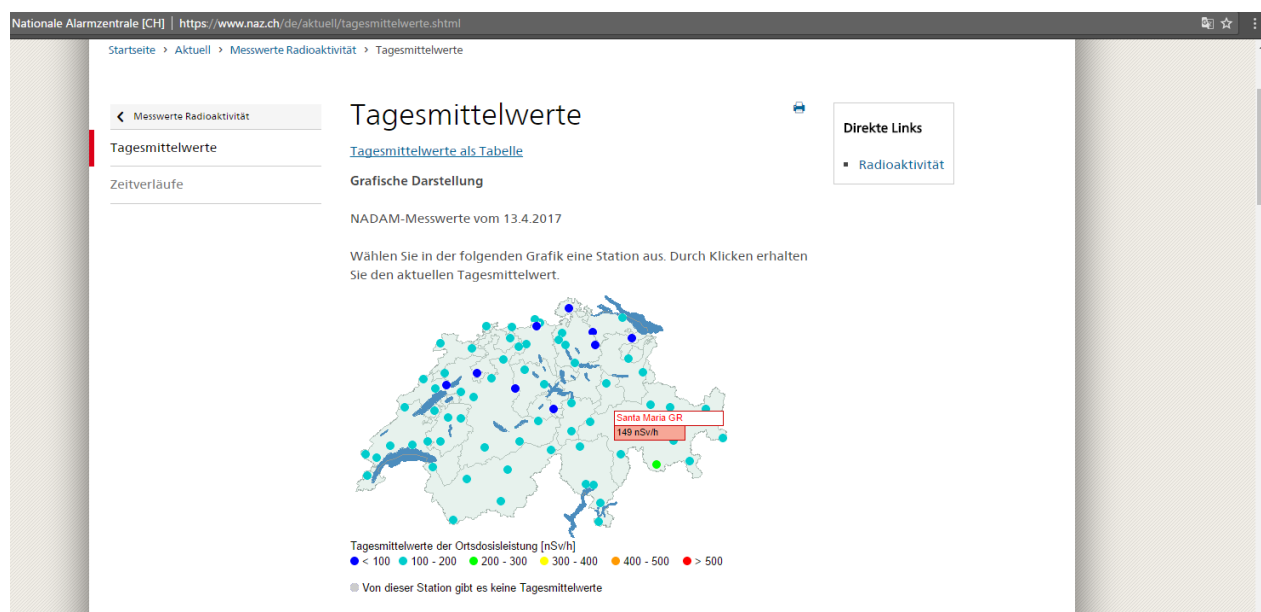 Nationale Alarmzentrale [CH] | https://www.naz.ch/de/aktuell/tagesmittelwerte.shtml
Startseite › Aktuell › Messwerte Radioaktivität › Tagesmittelwerte
Messwerte Radioaktivität
Tagesmittelwerte
Zeitverläufe
Tagesmittelwerte
Tagesmittelwerte als Tabelle
Grafische Darstellung
NADAM-Messwerte vom 13.4.2017
Wählen Sie in der folgenden Grafik eine Station aus. Durch Klicken erhalten
Sie den aktuellen Tagesmittelwert.
Santa Maria GR
149 nSv/h
Tagesmittelwerte der Ortsdosisleistung [nSv/h]
< 100 100 - 200 200 - 300 300 - 400 400 - 500 > 500
Von dieser Station gibt es keine Tagesmittelwerte
Direkte Links
Radioaktivität